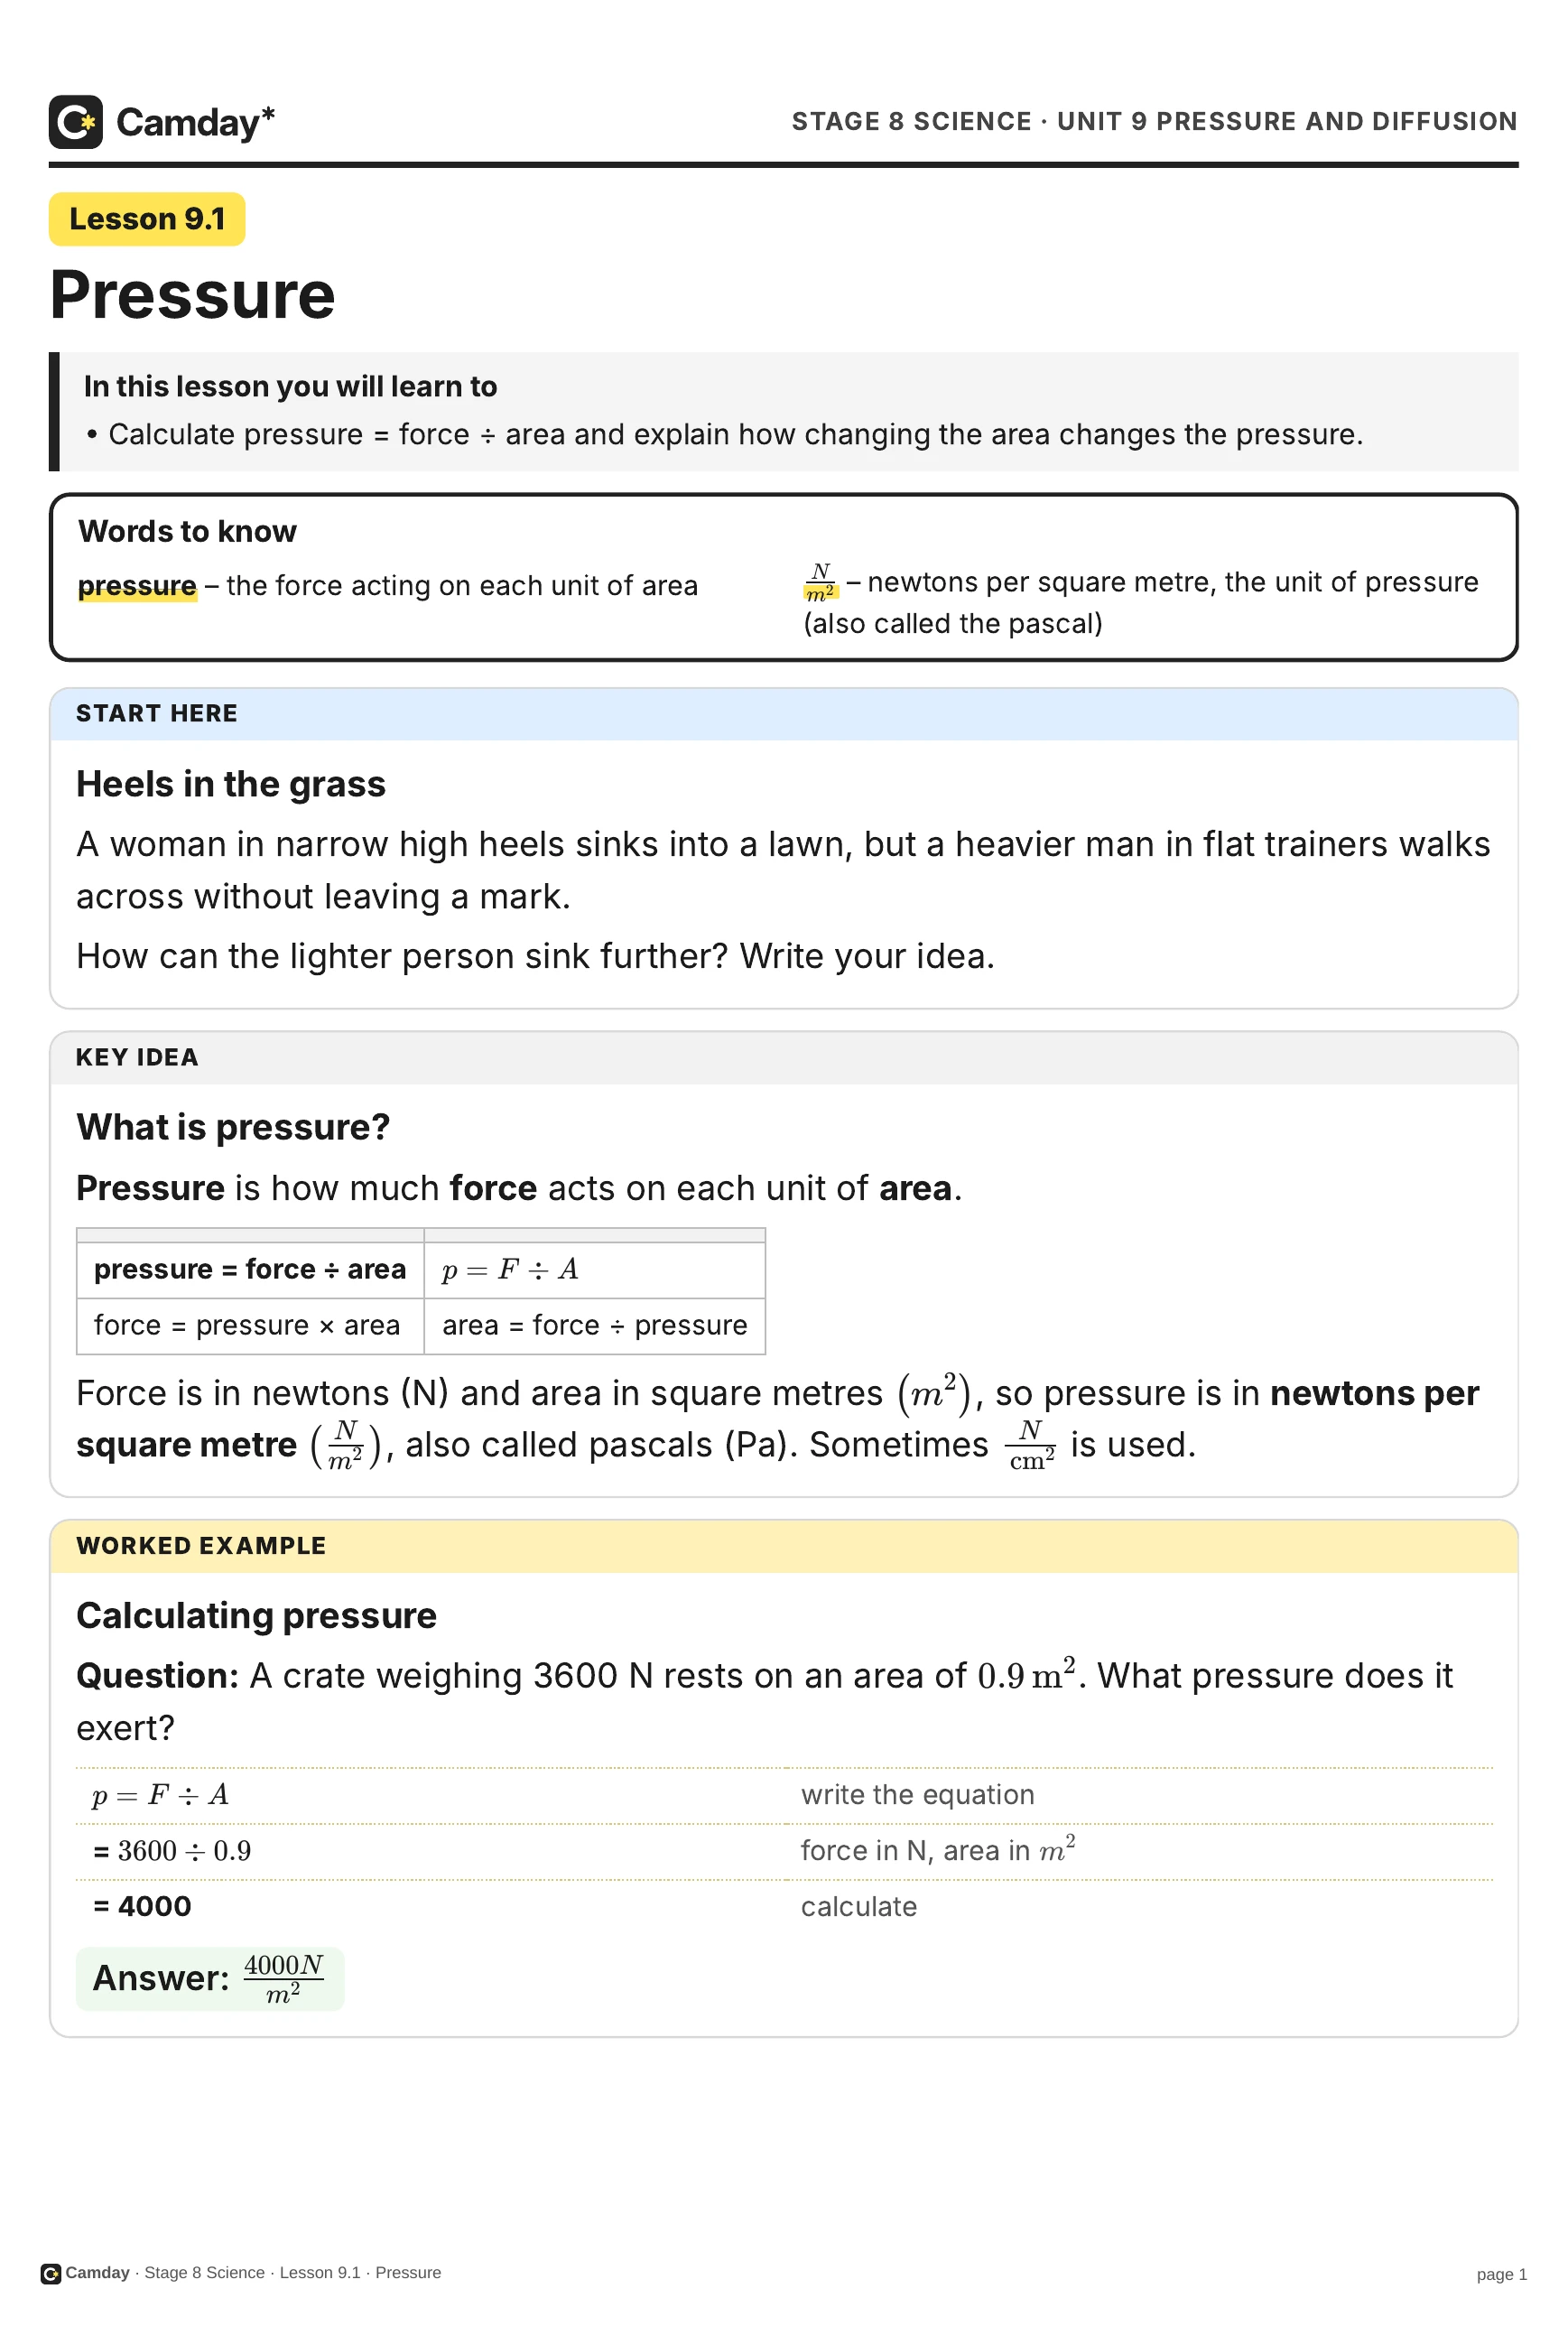 Camday*
STAGE 8 SCIENCE · UNIT 9 PRESSURE AND DIFFUSION
Lesson 9.1
Pressure
In this lesson you will learn to
• Calculate pressure = force ÷ area and explain how changing the area changes the pressure.
Words to know
pressure – the force acting on each unit of area
N/m² – newtons per square metre, the unit of pressure
(also called the pascal)
START HERE
Heels in the grass
A woman in narrow high heels sinks into a lawn, but a heavier man in flat trainers walks
across without leaving a mark.
How can the lighter person sink further? Write your idea.
KEY IDEA
What is pressure?
Pressure is how much force acts on each unit of area.
pressure = force ÷ area p = F ÷ A
force = pressure × area area = force ÷ pressure
Force is in newtons (N) and area in square metres (m²), so pressure is in newtons per
square metre (N/m²), also called pascals (Pa). Sometimes N/cm² is used.
WORKED EXAMPLE
Calculating pressure
Question: A crate weighing 3600 N rests on an area of 0.9 m². What pressure does it
exert?
p = F ÷ A write the equation
= 3600 ÷ 0.9 force in N, area in m²
= 4000 calculate
Answer: 4000N/m²
Camday · Stage 8 Science · Lesson 9.1 · Pressure
page 1